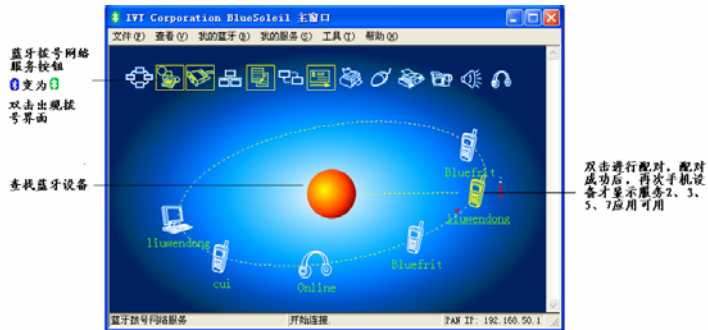 IVT Corporation BlueSoleil 主窗口
文件(F) 查看(V) 我的蓝牙(B) 我的服务(S) 工具(T) 帮助(H)
蓝牙拨号网络
服务按钮
变为
双击出现拨
号界面
查找蓝牙设备
Bluefrit
liuwendong
liuwendong
cui
Online
Bluefrit
双击进行配对，配对
成功后，再次手机设
备才显示服务2、3、
5、7应用可用
蓝牙拨号网络服务 开始连接. PAN IP: 192.168.50.1